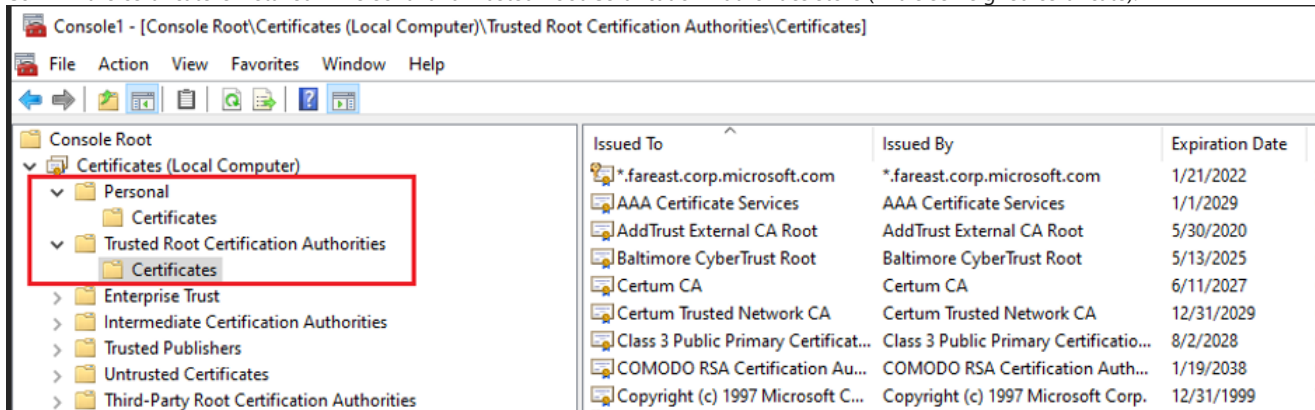 Console1 - [Console Root\Certificates (Local Computer)\Trusted Root Certification Authorities\Certificates]
File Action View Favorites Window Help
Console Root
Certificates (Local Computer)
Personal
Certificates
Trusted Root Certification Authorities
Certificates
Enterprise Trust
Intermediate Certification Authorities
Trusted Publishers
Untrusted Certificates
Third-Party Root Certification Authorities
Issued To Issued By Expiration Date
*.fareast.corp.microsoft.com *.fareast.corp.microsoft.com 1/21/2022
AAA Certificate Services AAA Certificate Services 1/1/2029
AddTrust External CA Root AddTrust External CA Root 5/30/2020
Baltimore CyberTrust Root Baltimore CyberTrust Root 5/13/2025
Certum CA Certum CA 6/11/2027
Certum Trusted Network CA Certum Trusted Network CA 12/31/2029
Class 3 Public Primary Certificat... Class 3 Public Primary Certificatio... 8/2/2028
COMODO RSA Certification Au... COMODO RSA Certification Auth... 1/19/2038
Copyright (c) 1997 Microsoft C... Copyright (c) 1997 Microsoft Corp. 12/31/1999